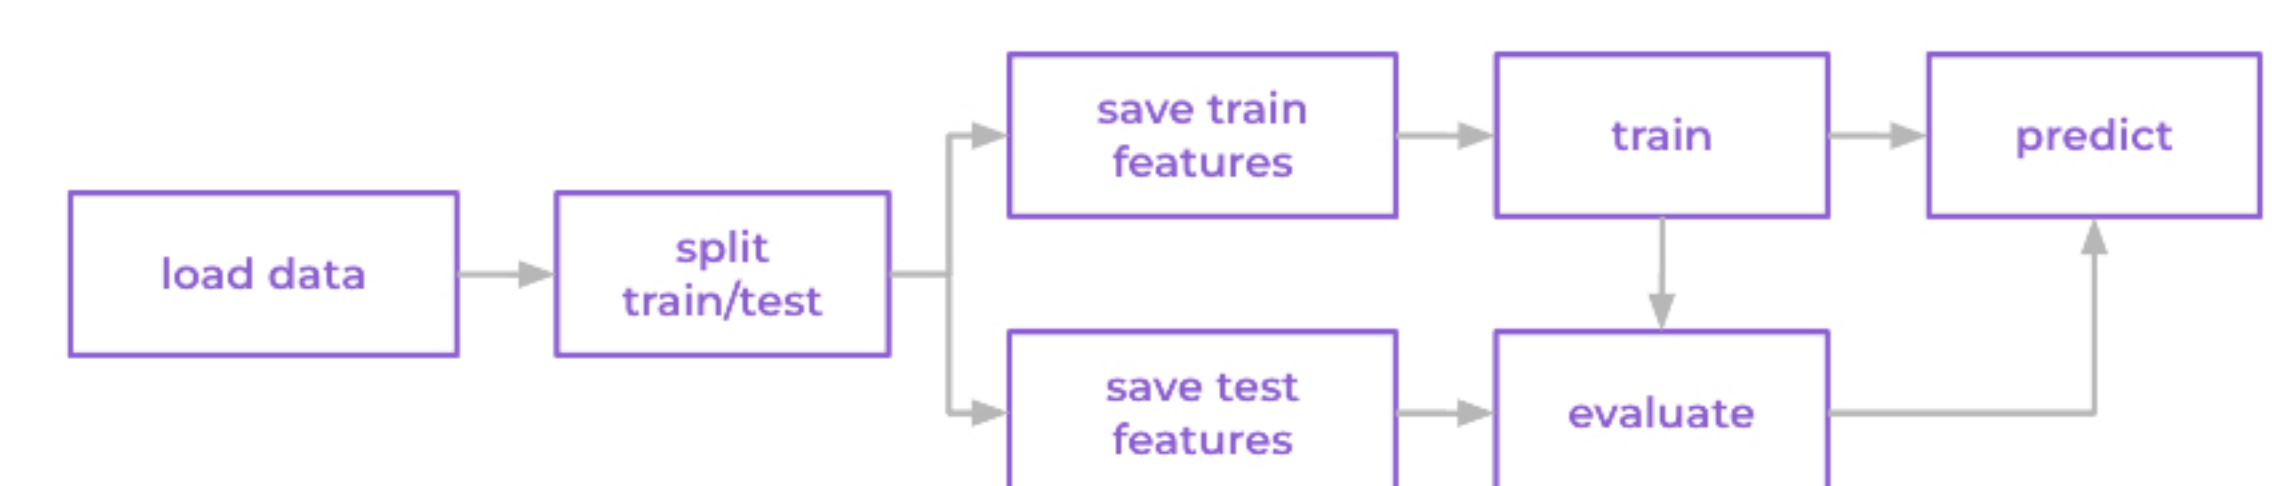 load data
split
train/test
save train
features
train
predict
save test
features
evaluate